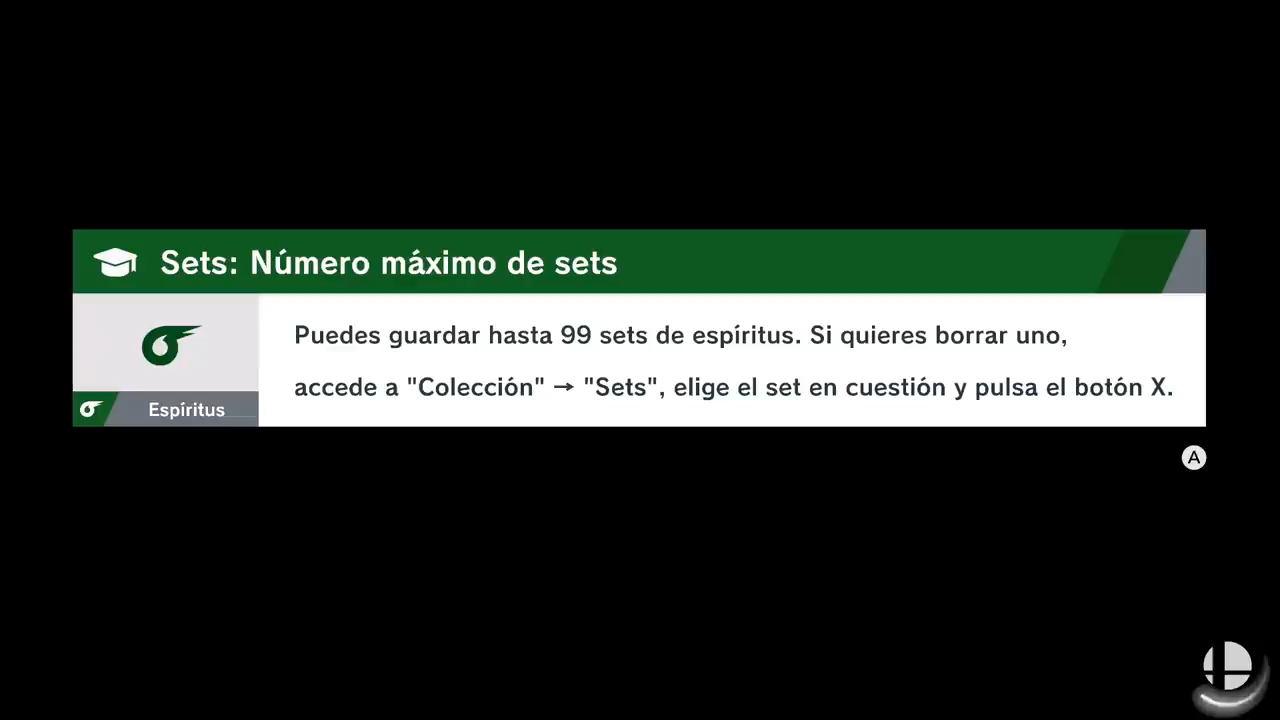 Sets: Número máximo de sets
Puedes guardar hasta 99 sets de espíritus. Si quieres borrar uno,
accede a "Colección" → "Sets", elige el set en cuestión y pulsa el botón X.
Espíritus
A